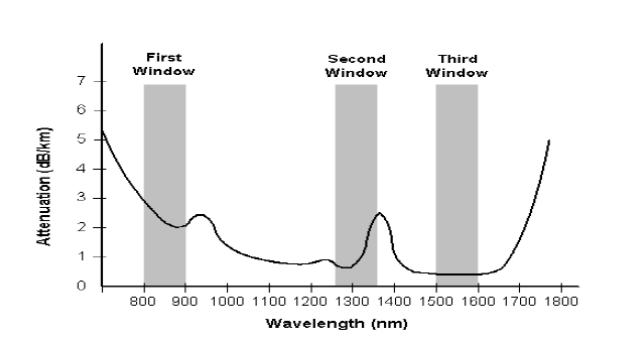 First
Window
Second
Window
Third
Window
7
6
5
4
3
2
1
0
Attenuation (dB/km)
800 900 1000 1100 1200 1300 1400 1500 1600 1700 1800
Wavelength (nm)